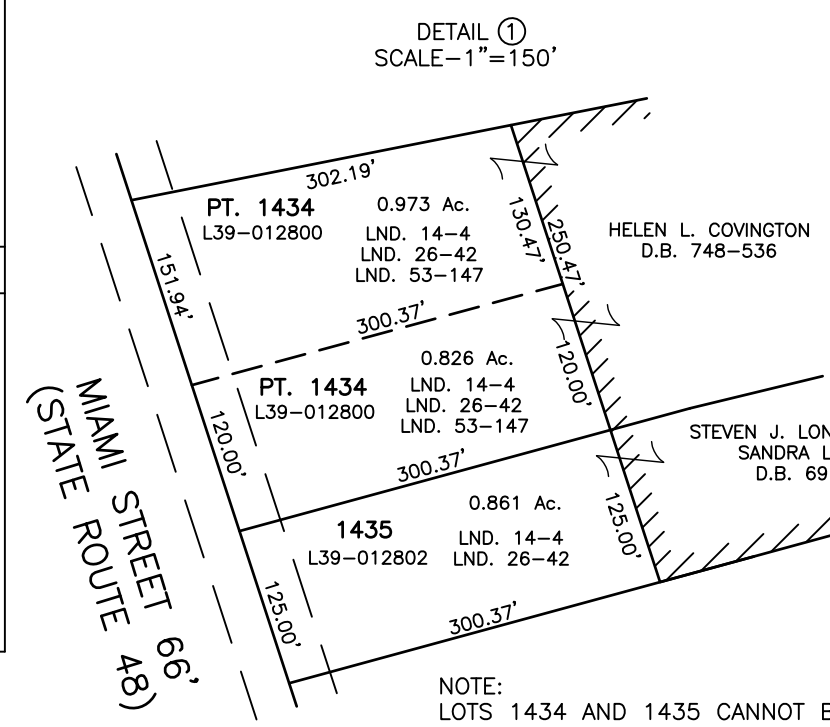 DETAIL 1
SCALE-1"=150'
302.19'
PT. 1434
L39-012800
0.973 Ac.
LND. 14-4
LND. 26-42
LND. 53-147
130.47'
250.47'
HELEN L. COVINGTON
D.B. 748-536
151.94'
300.37'
PT. 1434
L39-012800
0.826 Ac.
LND. 14-4
LND. 26-42
LND. 53-147
120.00'
120.00'
300.37'
STEVEN J. LON
SANDRA L
D.B. 69
MIAMI STREET 66'
(STATE ROUTE 48)
1435
L39-012802
0.861 Ac.
LND. 14-4
LND. 26-42
125.00'
125.00'
300.37'
NOTE:
LOTS 1434 AND 1435 CANNOT